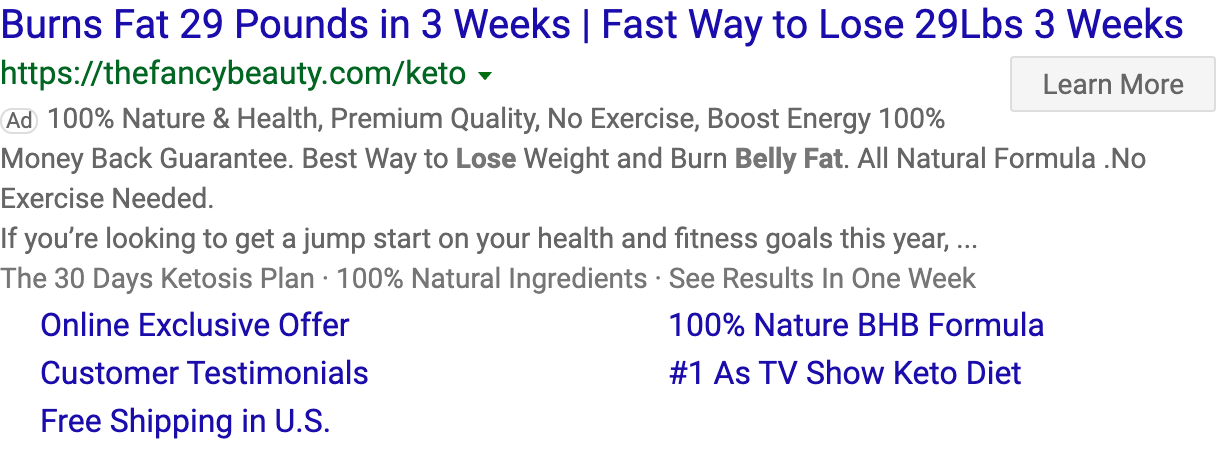 Burns Fat 29 Pounds in 3 Weeks | Fast Way to Lose 29Lbs 3 Weeks
https://thefancybeauty.com/keto
Learn More
Ad 100% Nature & Health, Premium Quality, No Exercise, Boost Energy 100%
Money Back Guarantee. Best Way to Lose Weight and Burn Belly Fat. All Natural Formula .No
Exercise Needed.
If you’re looking to get a jump start on your health and fitness goals this year, ...
The 30 Days Ketosis Plan · 100% Natural Ingredients · See Results In One Week
Online Exclusive Offer
100% Nature BHB Formula
Customer Testimonials
#1 As TV Show Keto Diet
Free Shipping in U.S.